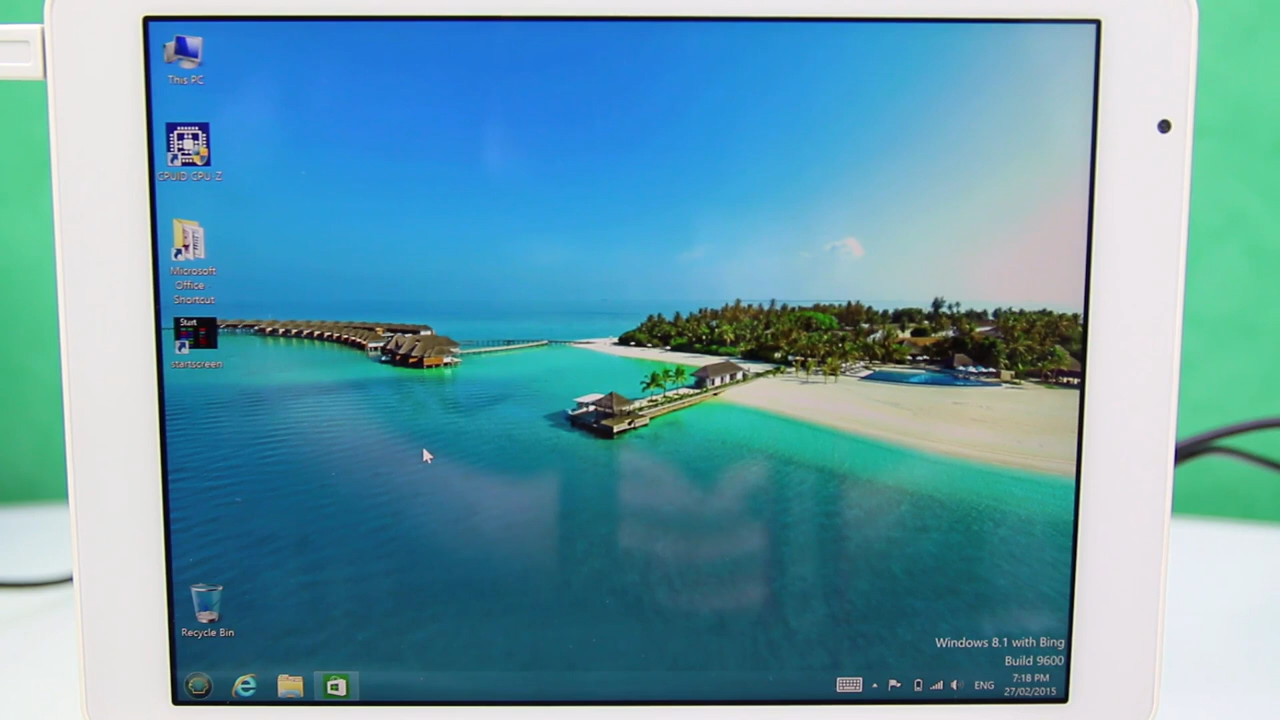 This PC
CPUID CPU-Z
Microsoft
Office -
Shortcut
Start
startscreen
Recycle Bin
Windows 8.1 with Bing
Build 9600
ENG
7:18 PM
27/02/2015